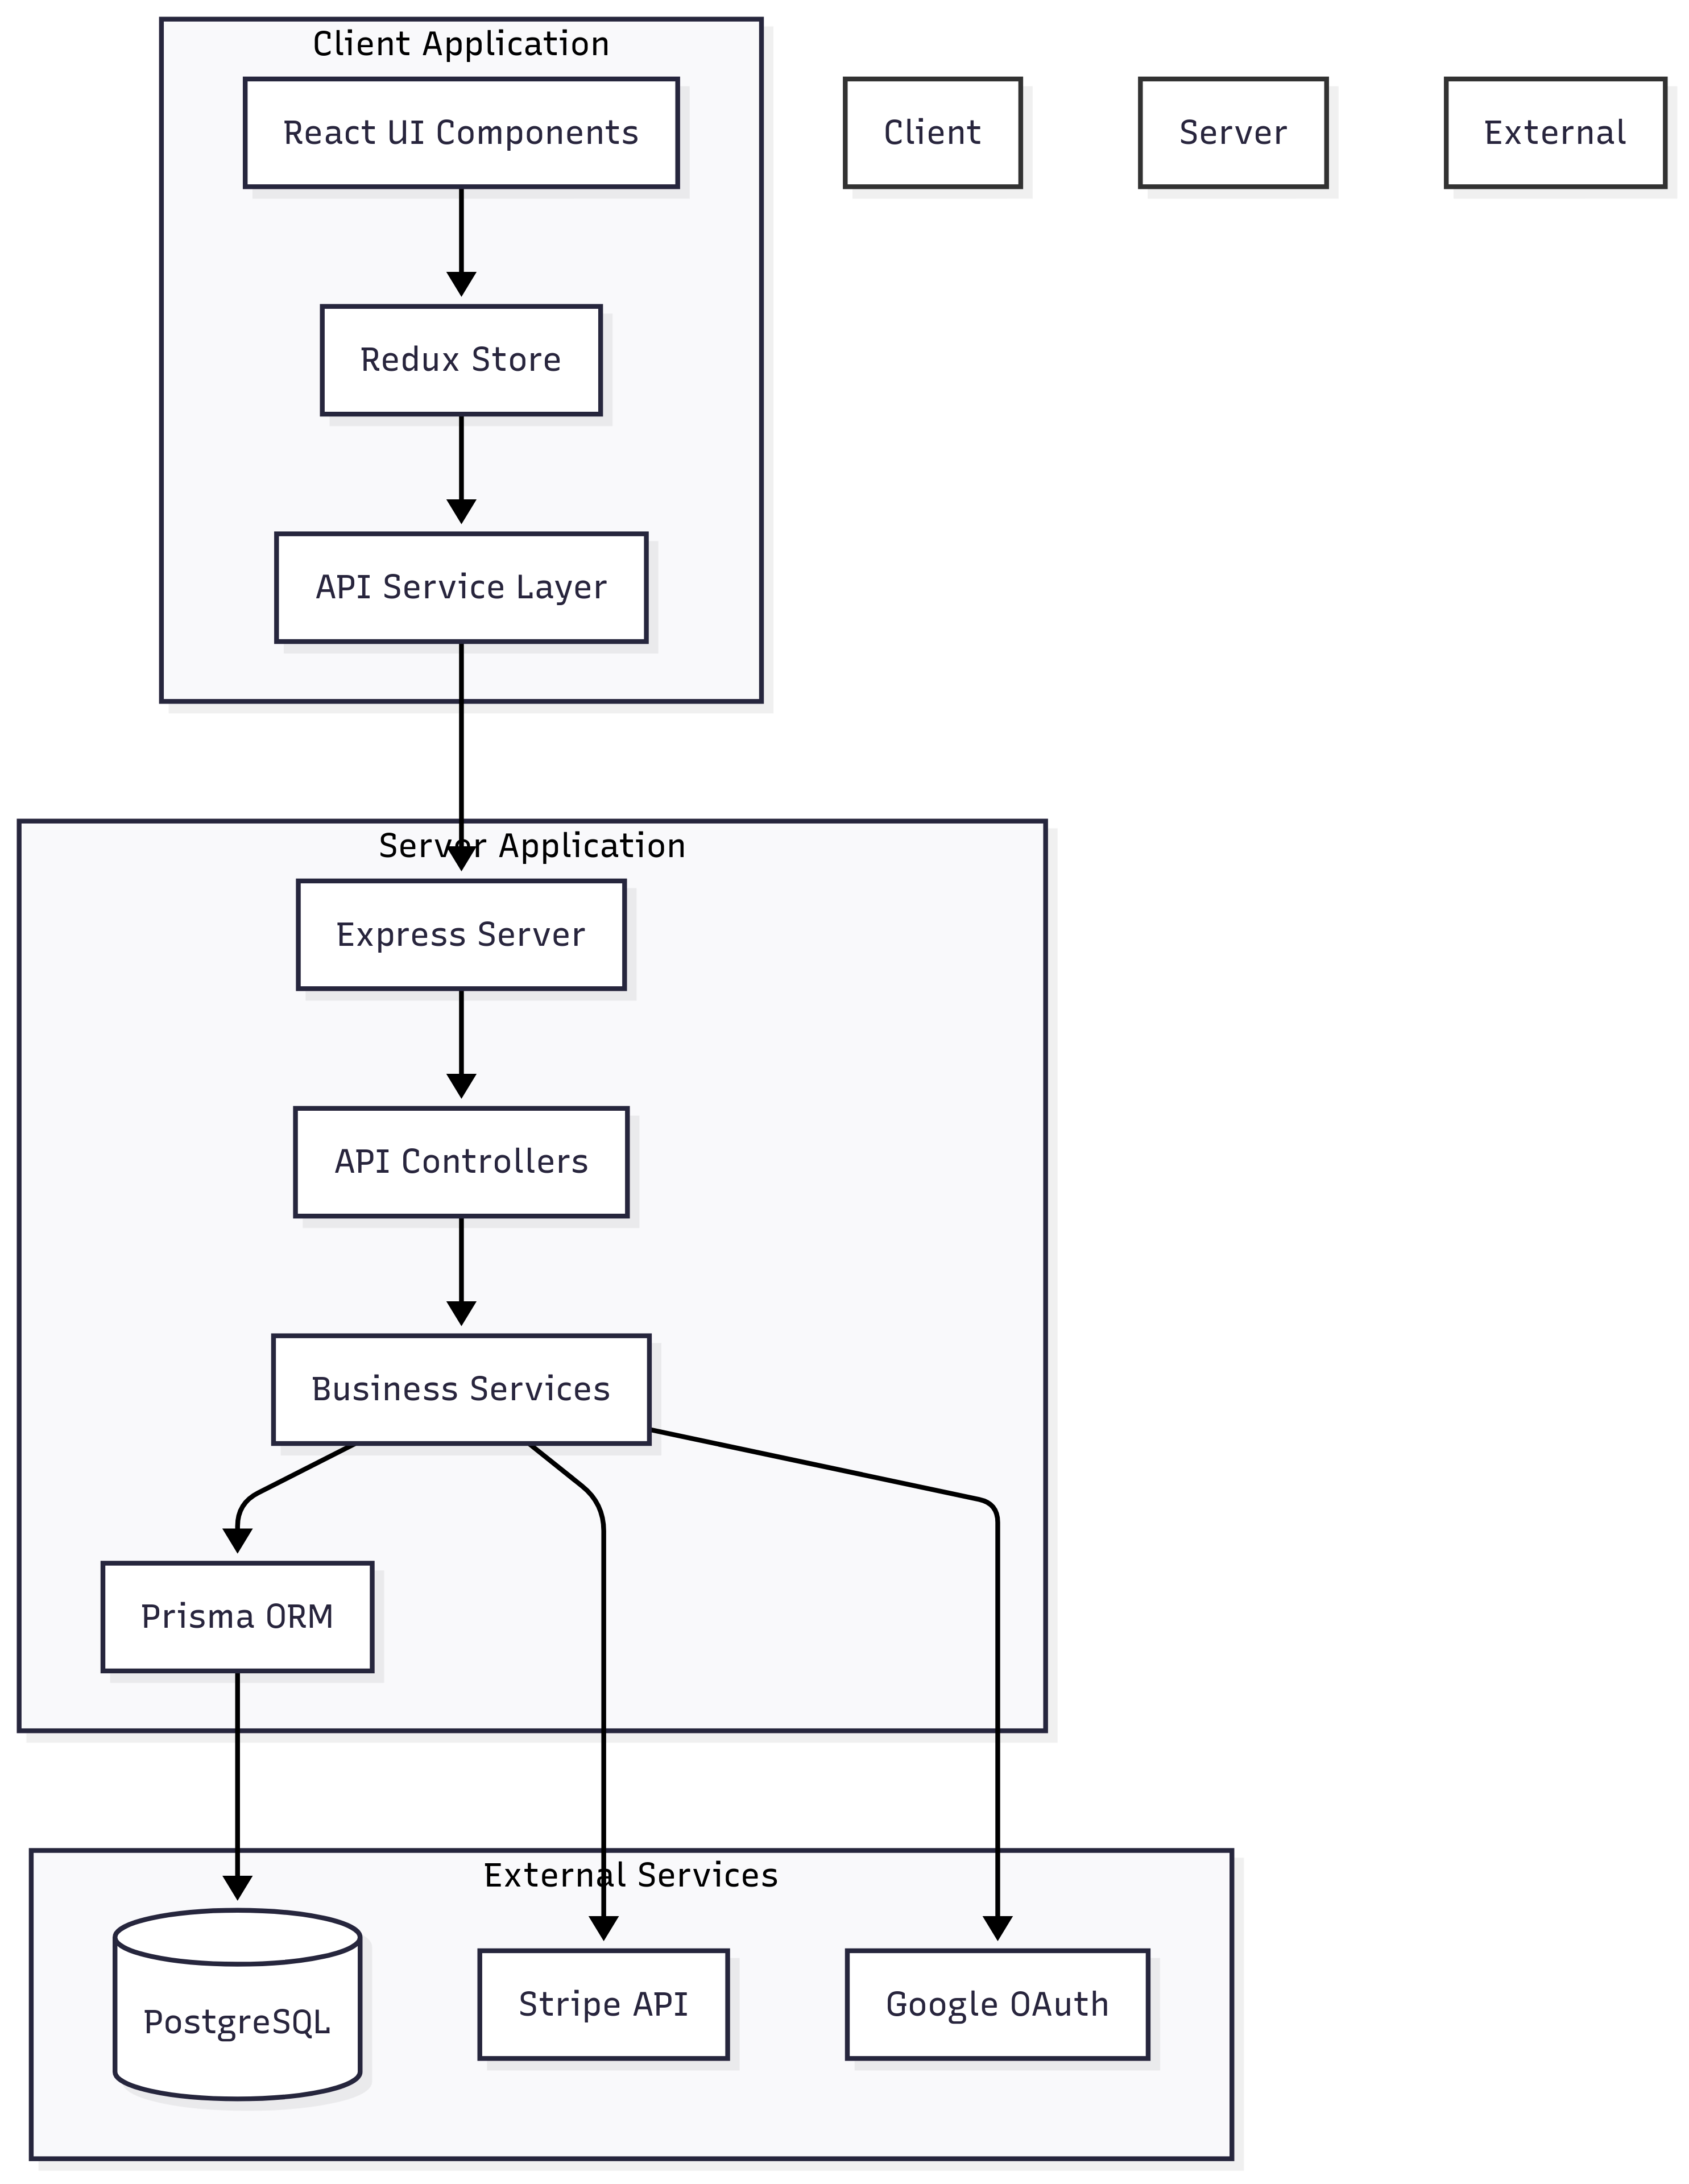 Client Application
React UI Components
Client
Server
External
Redux Store
API Service Layer
Server Application
Express Server
API Controllers
Business Services
Prisma ORM
External Services
PostgreSQL
Stripe API
Google OAuth